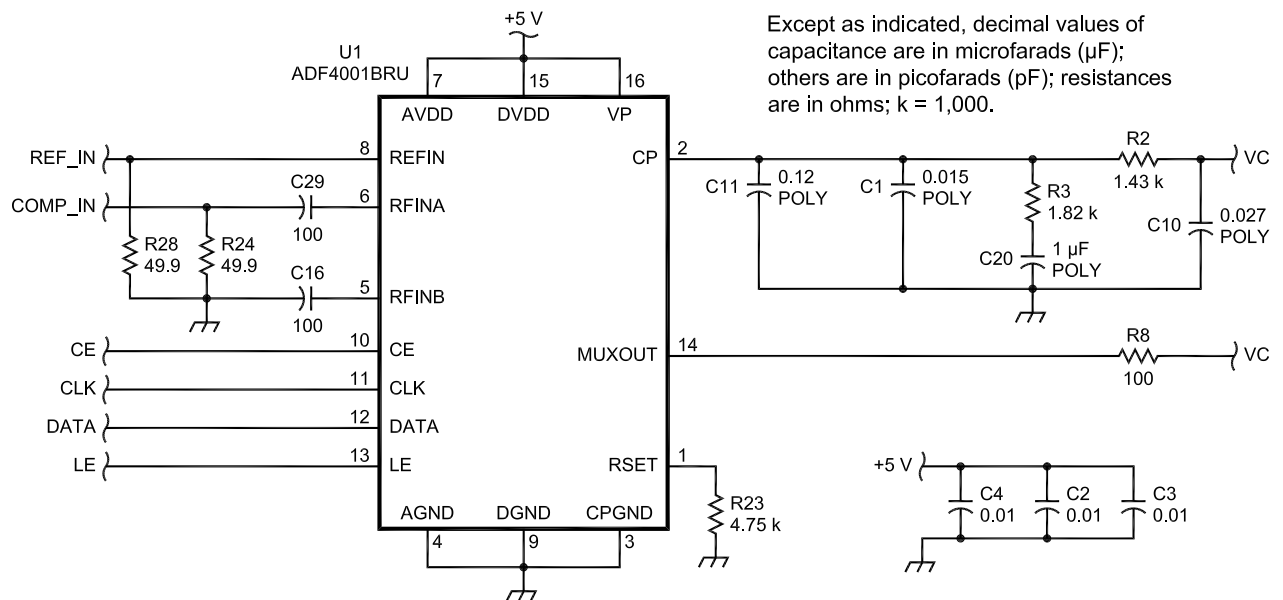 +5 V
Except as indicated, decimal values of
capacitance are in microfarads (µF);
others are in picofarads (pF); resistances
are in ohms; k = 1,000.
U1
ADF4001BRU
7
15
16
AVDD
DVDD
VP
REF_IN
8
REFIN
CP
2
R2
1.43 k
VC
COMP_IN
C29
100
6
RFINA
C11
0.12
POLY
C1
0.015
POLY
R3
1.82 k
C10
0.027
POLY
R28
49.9
R24
49.9
C16
100
5
RFINB
C20
1 µF
POLY
CE
10
CE
MUXOUT
14
R8
100
VC
CLK
11
CLK
DATA
12
DATA
LE
13
LE
RSET
1
R23
4.75 k
+5 V
C4
0.01
C2
0.01
C3
0.01
AGND
DGND
CPGND
4
9
3